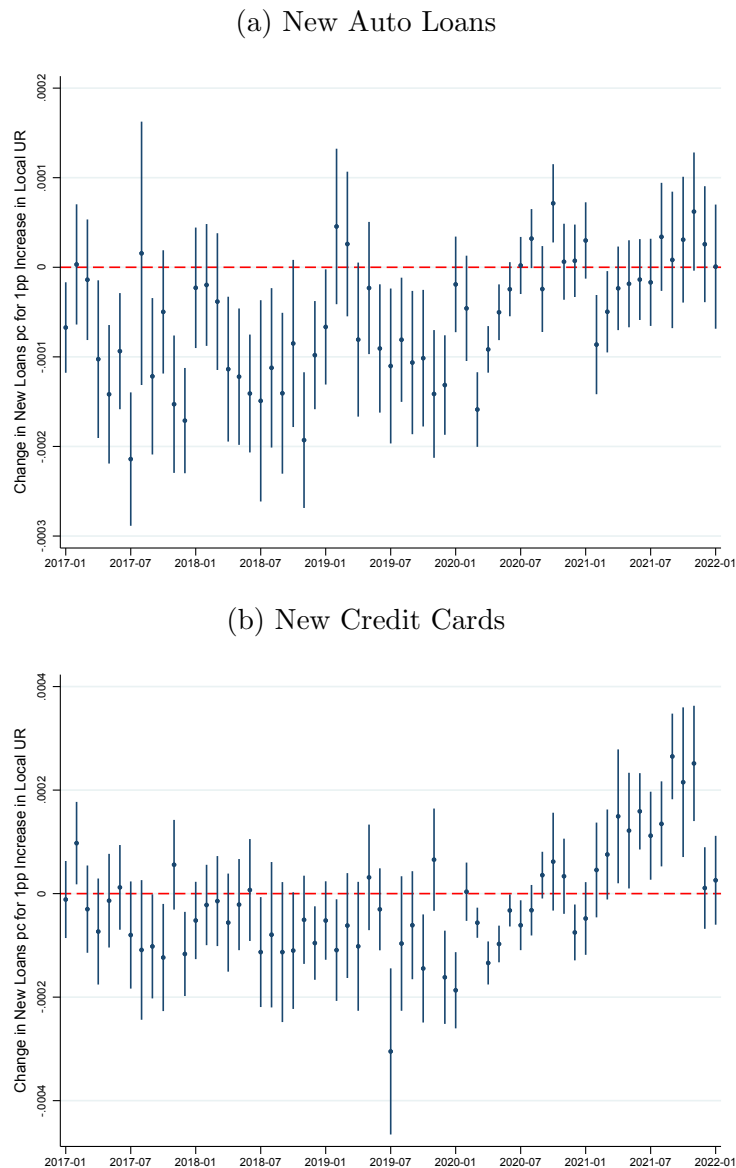 (a) New Auto Loans
Change in New Loans pc for 1pp Increase in Local UR
.0002
.0001
0
-.0001
-.0002
-.0003
2017-01 2017-07 2018-01 2018-07 2019-01 2019-07 2020-01 2020-07 2021-01 2021-07 2022-01
(b) New Credit Cards
Change in New Loans pc for 1pp Increase in Local UR
.0004
.0002
0
-.0002
-.0004
2017-01 2017-07 2018-01 2018-07 2019-01 2019-07 2020-01 2020-07 2021-01 2021-07 2022-01